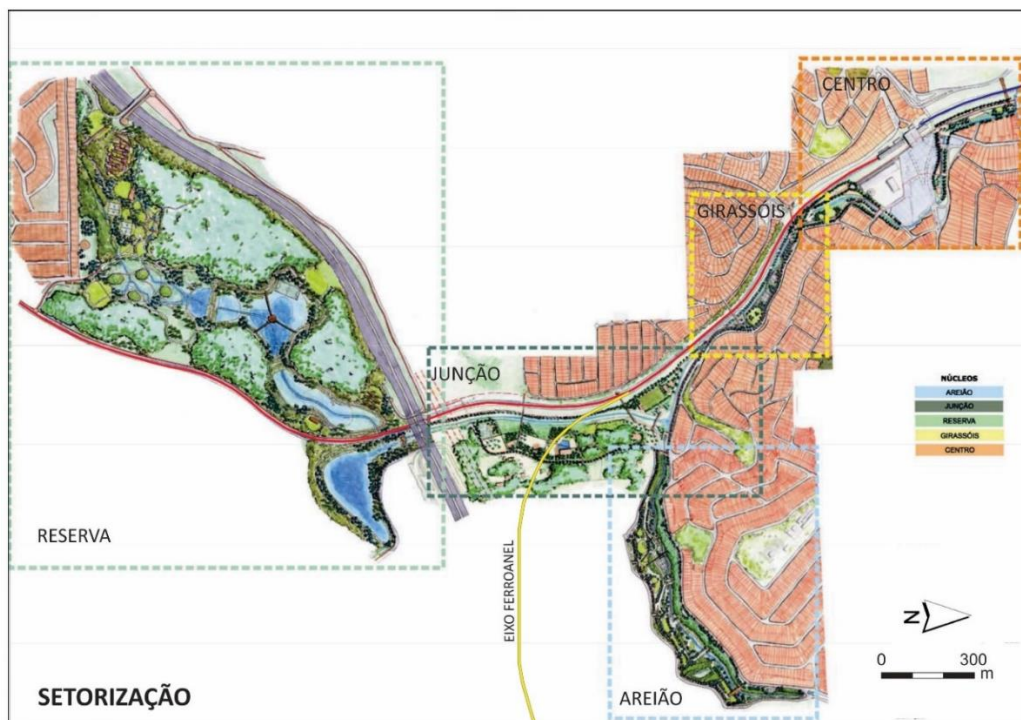 CENTRO
GIRASSÓIS
JUNÇÃO
NÚCLEOS
AREIÃO
JUNÇÃO
RESERVA
GIRASSÓIS
CENTRO
RESERVA
EIXO FERROANEL
N
0 300
m
SETORIZAÇÃO
AREIÃO